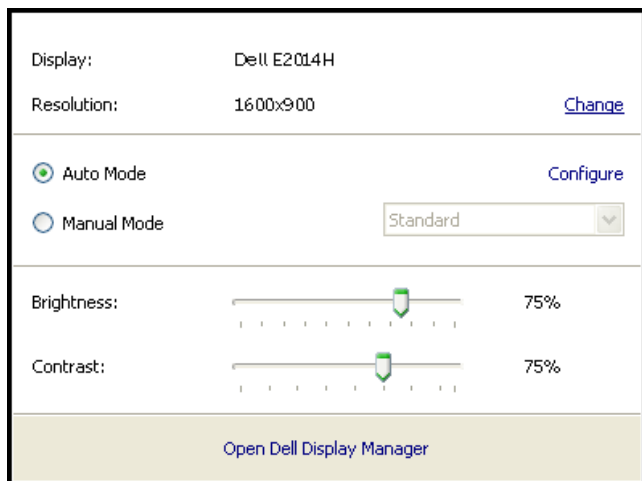 Display: Dell E2014H
Resolution: 1600x900 Change
Auto Mode Configure
Manual Mode Standard
Brightness: 75%
Contrast: 75%
Open Dell Display Manager